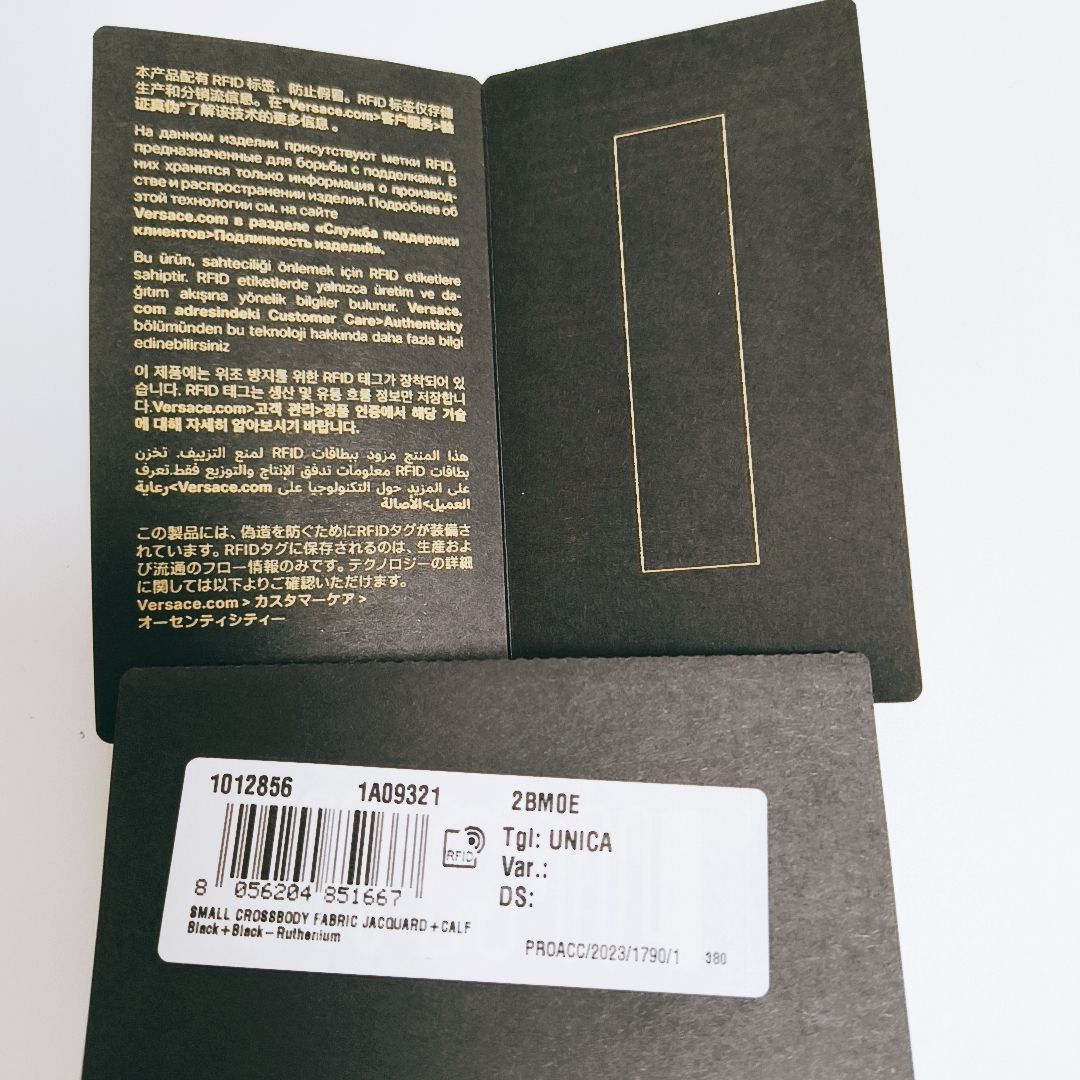 本产品配有 RFID 标签，防止假冒。RFID 标签仅存储
生产和分销流信息。在"Versace.com>客户服务>验
证真伪"了解该技术的更多信息。
На данном изделии присутствуют метки RFID,
предназначенные для борьбы с подделками. В
них хранится только информация о производ-
стве и распространении изделия. Подробнее об
этой технологии см. на сайте
Versace.com в разделе «Служба поддержки
клиентов>Подлинность изделий».
Bu ürün, sahteciliği önlemek için RFID etiketlere
sahiptir. RFID etiketlerde yalnızca üretim ve da-
ğıtım akışına yönelik bilgiler bulunur. Versace.
com adresindeki Customer Care>Authenticity
bölümünden bu teknoloji hakkında daha fazla bilgi
edinebilirsiniz
이 제품에는 위조 방지를 위한 RFID 태그가 장착되어 있
습니다. RFID 태그는 생산 및 유통 흐름 정보만 저장합니
다.Versace.com>고객 관리>정품 인증에서 해당 기술
에 대해 자세히 알아보시기 바랍니다.
هذا المنتج مزود ببطاقات RFID لمنع التزييف. تخزن
بطاقات RFID معلومات تدفق الإنتاج والتوزيع فقط.تعرف
على المزيد حول التكنولوجيا على Versace.com>رعاية
العميل>الأصالة
この製品には、偽造を防ぐためにRFIDタグが装備さ
れています。RFIDタグに保存されるのは、生産およ
び流通のフロー情報のみです。テクノロジーの詳細
に関しては以下よりご確認いただけます。
Versace.com > カスタマーケア >
オーセンティシティー
1012856 1A09321 2BM0E
RFID
Tgl: UNICA
Var.:
DS:
8 056204 851667
SMALL CROSSBODY FABRIC JACQUARD+CALF
Black+Black-Ruthenium
PROACC/2023/1790/1 380